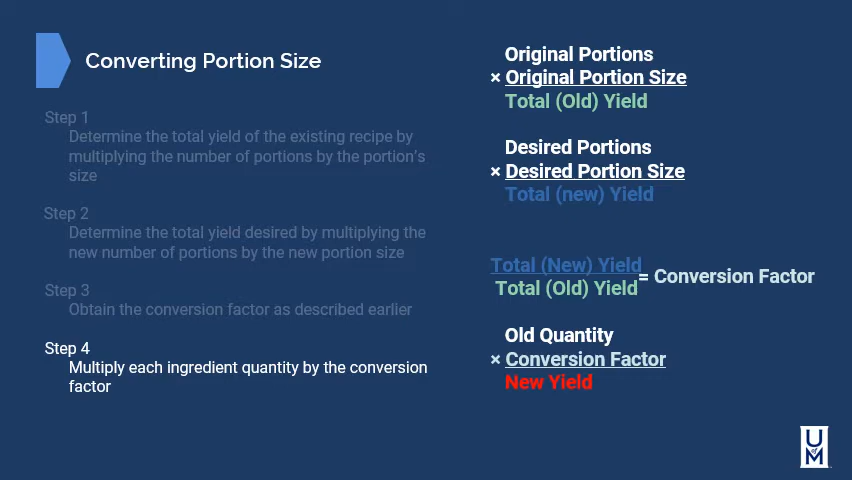 Converting Portion Size
Step 1
Determine the total yield of the existing recipe by
multiplying the number of portions by the portion's
size
Step 2
Determine the total yield desired by multiplying the
new number of portions by the new portion size
Step 3
Obtain the conversion factor as described earlier
Step 4
Multiply each ingredient quantity by the conversion
factor
Original Portions
× Original Portion Size
Total (Old) Yield
Desired Portions
× Desired Portion Size
Total (new) Yield
Total (New) Yield
Total (Old) Yield
= Conversion Factor
Old Quantity
× Conversion Factor
New Yield
U
of
M